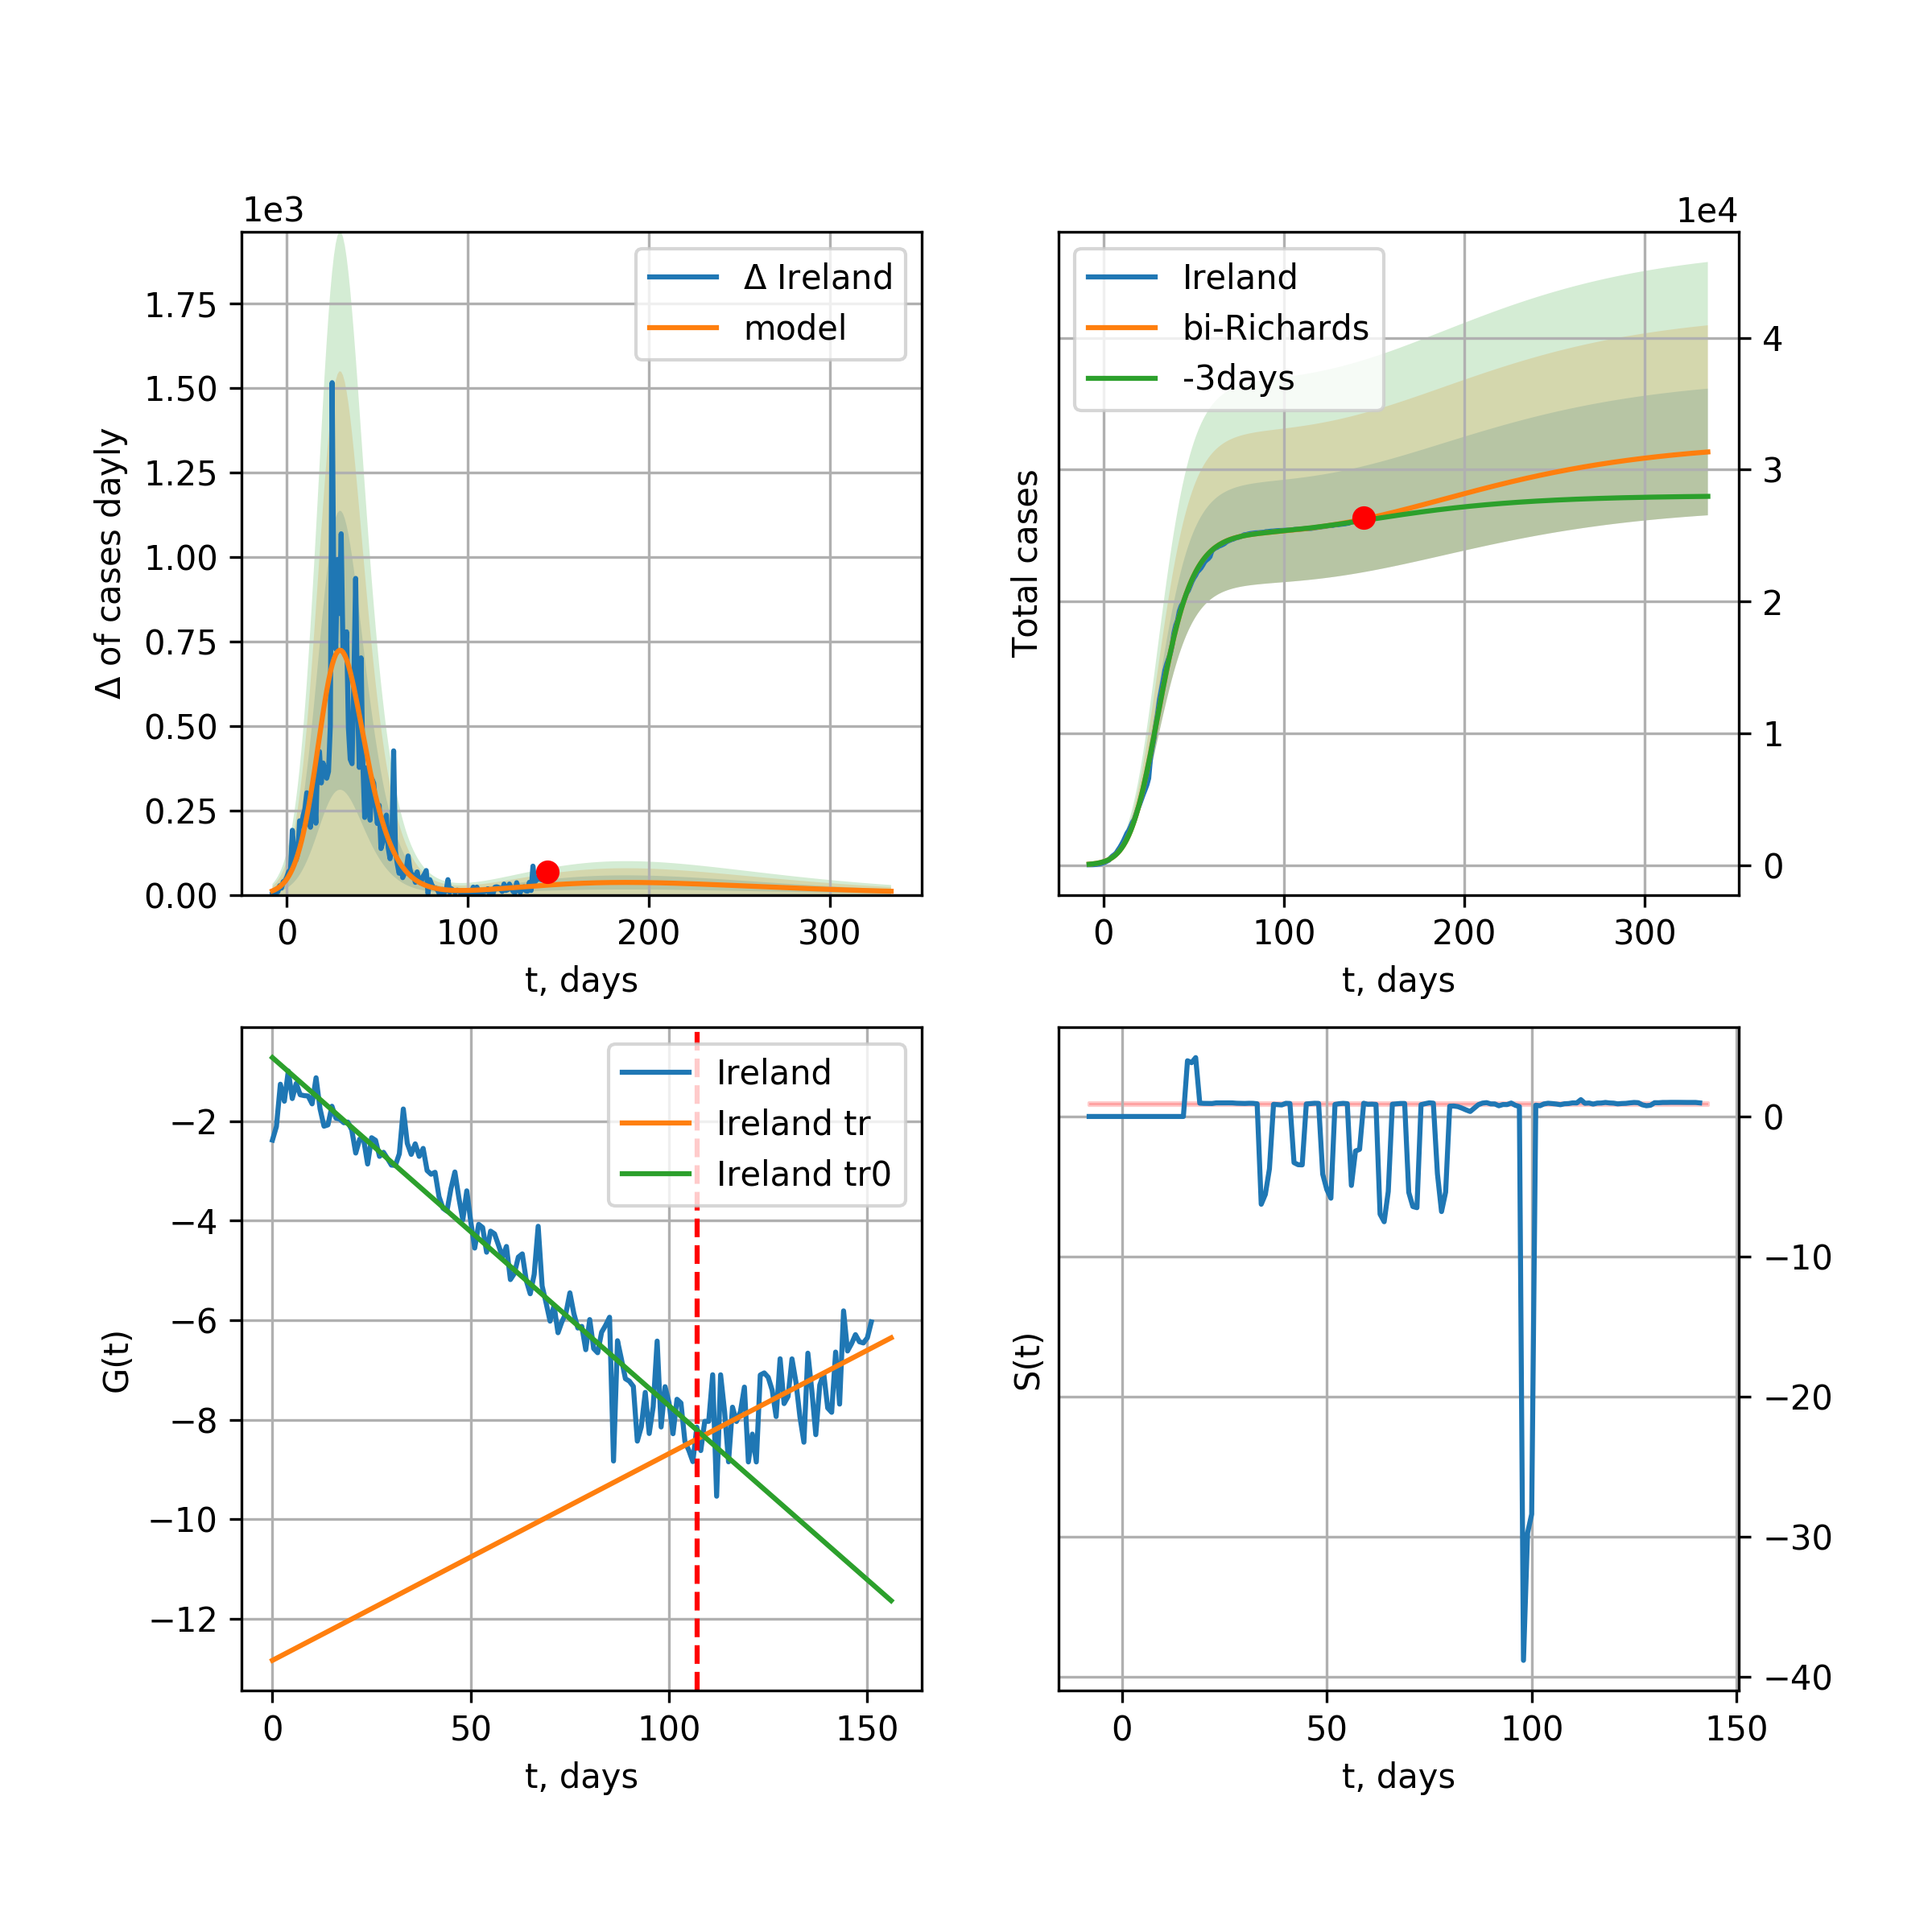 1e3
Δ of cases dayly
1.75
1.50
1.25
1.00
0.75
0.50
0.25
0.00
0 100 200 300
t, days
Δ Ireland
model
1e4
Total cases
4
3
2
1
0
0 100 200 300
t, days
Ireland
bi-Richards
-3days
G(t)
−2
−4
−6
−8
−10
−12
0 50 100 150
t, days
Ireland
Ireland tr
Ireland tr0
S(t)
0
−10
−20
−30
−40
0 50 100 150
t, days